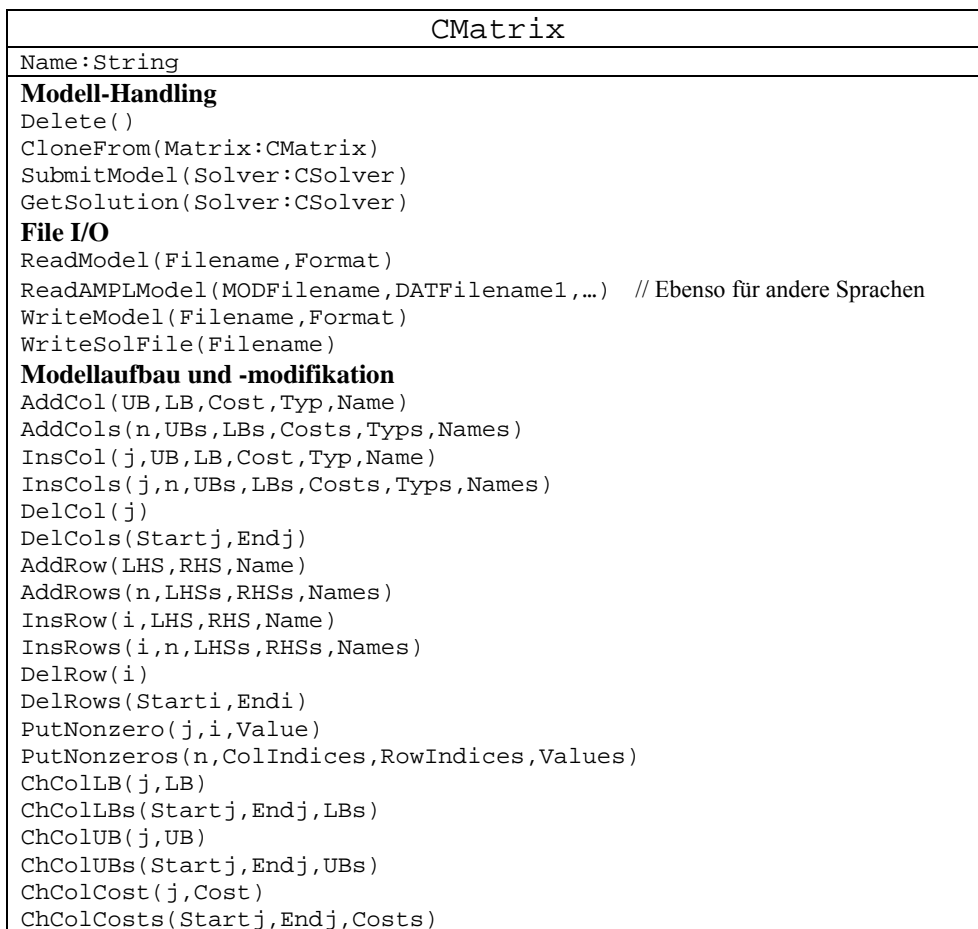 CMatrix
Name:String
Modell-Handling
Delete()
CloneFrom(Matrix:CMatrix)
SubmitModel(Solver:CSolver)
GetSolution(Solver:CSolver)
File I/O
ReadModel(Filename,Format)
ReadAMPLModel(MODFilename,DATFilename1,…) // Ebenso für andere Sprachen
WriteModel(Filename,Format)
WriteSolFile(Filename)
Modellaufbau und -modifikation
AddCol(UB,LB,Cost,Typ,Name)
AddCols(n,UBs,LBs,Costs,Typs,Names)
InsCol(j,UB,LB,Cost,Typ,Name)
InsCols(j,n,UBs,LBs,Costs,Typs,Names)
DelCol(j)
DelCols(Startj,Endj)
AddRow(LHS,RHS,Name)
AddRows(n,LHSs,RHSs,Names)
InsRow(i,LHS,RHS,Name)
InsRows(i,n,LHSs,RHSs,Names)
DelRow(i)
DelRows(Starti,Endi)
PutNonzero(j,i,Value)
PutNonzeros(n,ColIndices,RowIndices,Values)
ChColLB(j,LB)
ChColLBs(Startj,Endj,LBs)
ChColUB(j,UB)
ChColUBs(Startj,Endj,UBs)
ChColCost(j,Cost)
ChColCosts(Startj,Endj,Costs)